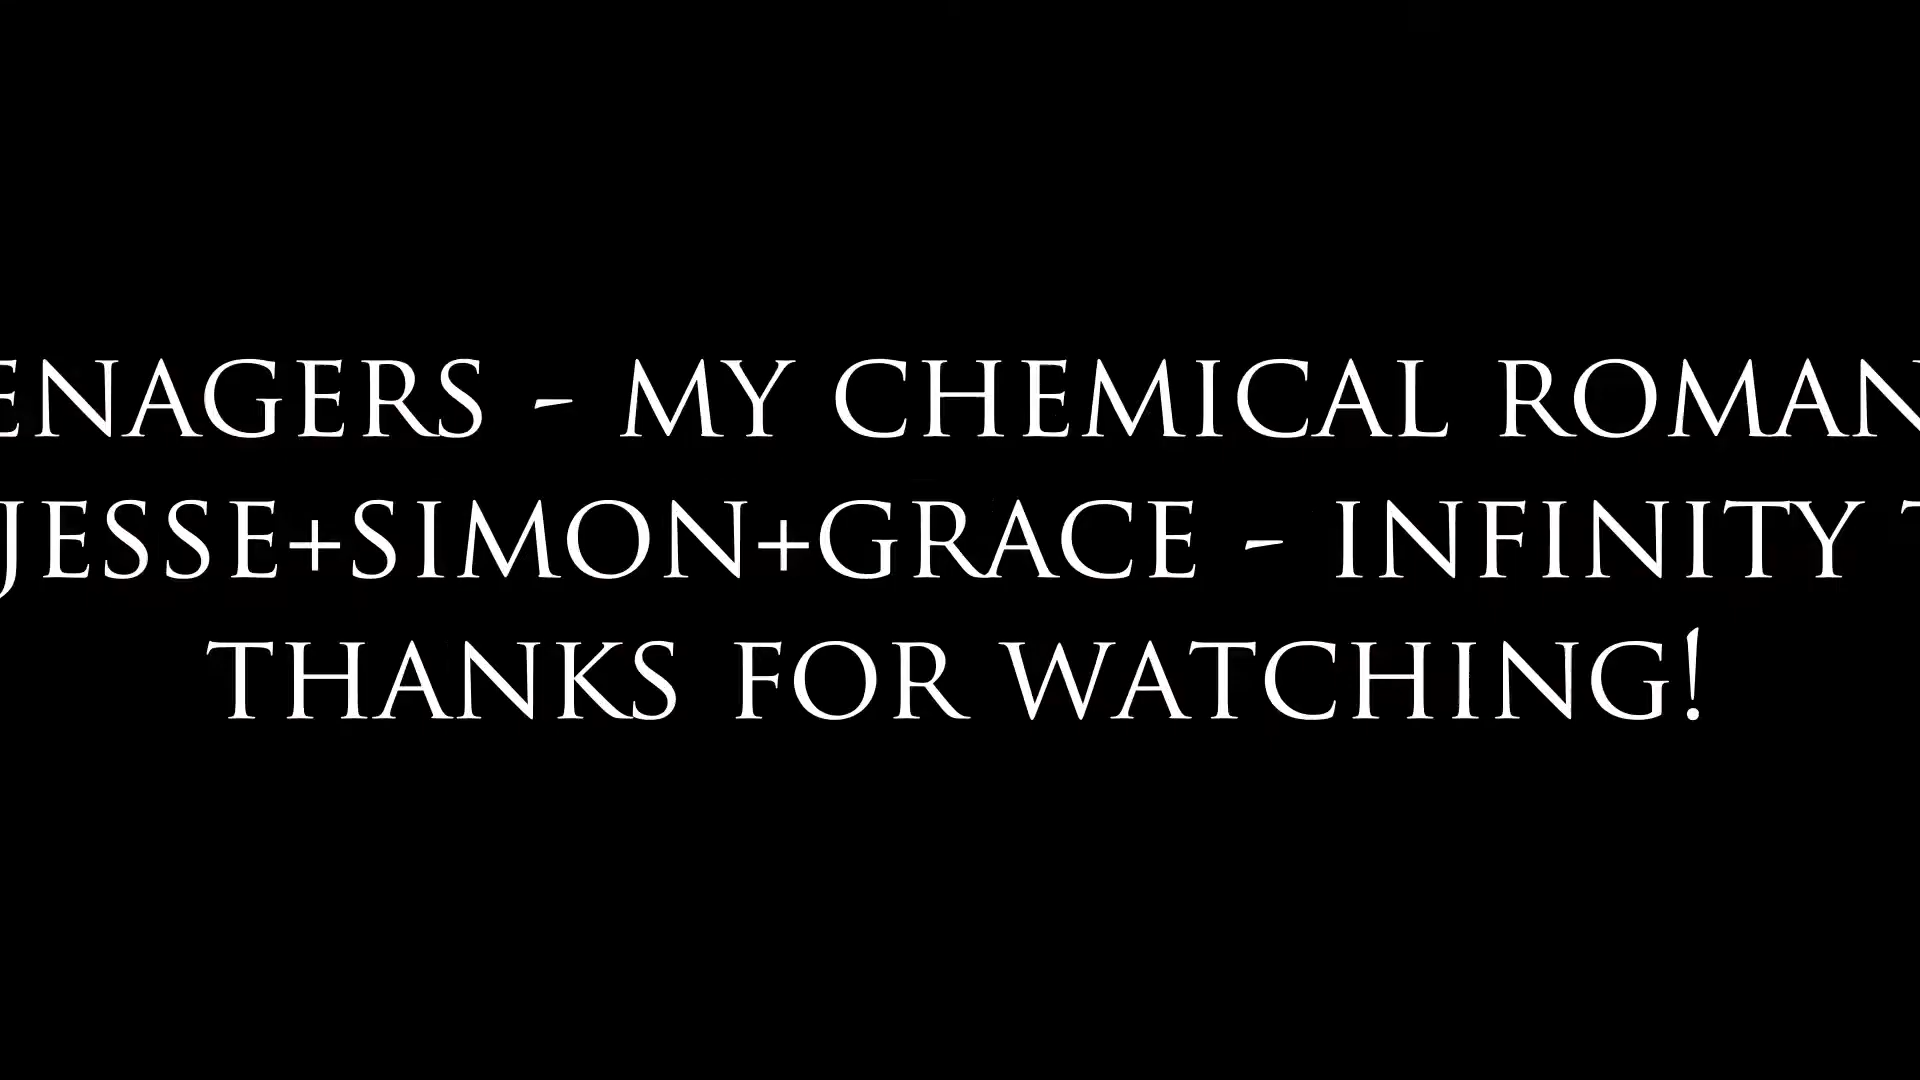 ENAGERS - MY CHEMICAL ROMAN
JESSE+SIMON+GRACE - INFINITY T
THANKS FOR WATCHING!